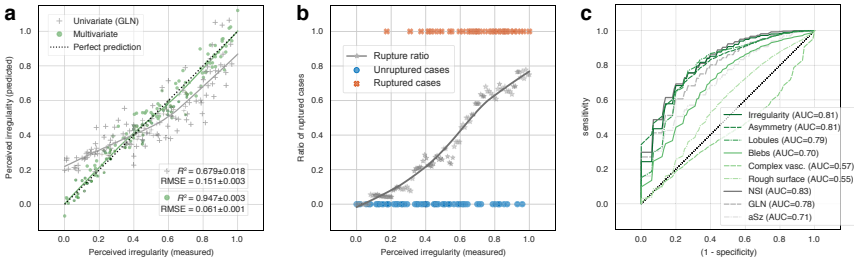 a
Univariate (GLN)
Multivariate
Perfect prediction
R² = 0.679±0.018
RMSE = 0.151±0.003
R² = 0.947±0.003
RMSE = 0.061±0.001
Perceived irregularity (predicted)
1.0
0.8
0.6
0.4
0.2
0.0
0.0 0.2 0.4 0.6 0.8 1.0
Perceived irregularity (measured)
b
Rupture ratio
Unruptured cases
Ruptured cases
Ratio of ruptured cases
1.0
0.8
0.6
0.4
0.2
0.0
0.0 0.2 0.4 0.6 0.8 1.0
Perceived irregularity (measured)
c
sensitivity
1.0
0.8
0.6
0.4
0.2
0.0
Irregularity (AUC=0.81)
Asymmetry (AUC=0.81)
Lobules (AUC=0.79)
Blebs (AUC=0.70)
Complex vasc. (AUC=0.57)
Rough surface (AUC=0.55)
NSI (AUC=0.83)
GLN (AUC=0.78)
aSz (AUC=0.71)
0.0 0.2 0.4 0.6 0.8 1.0
(1 - specificity)